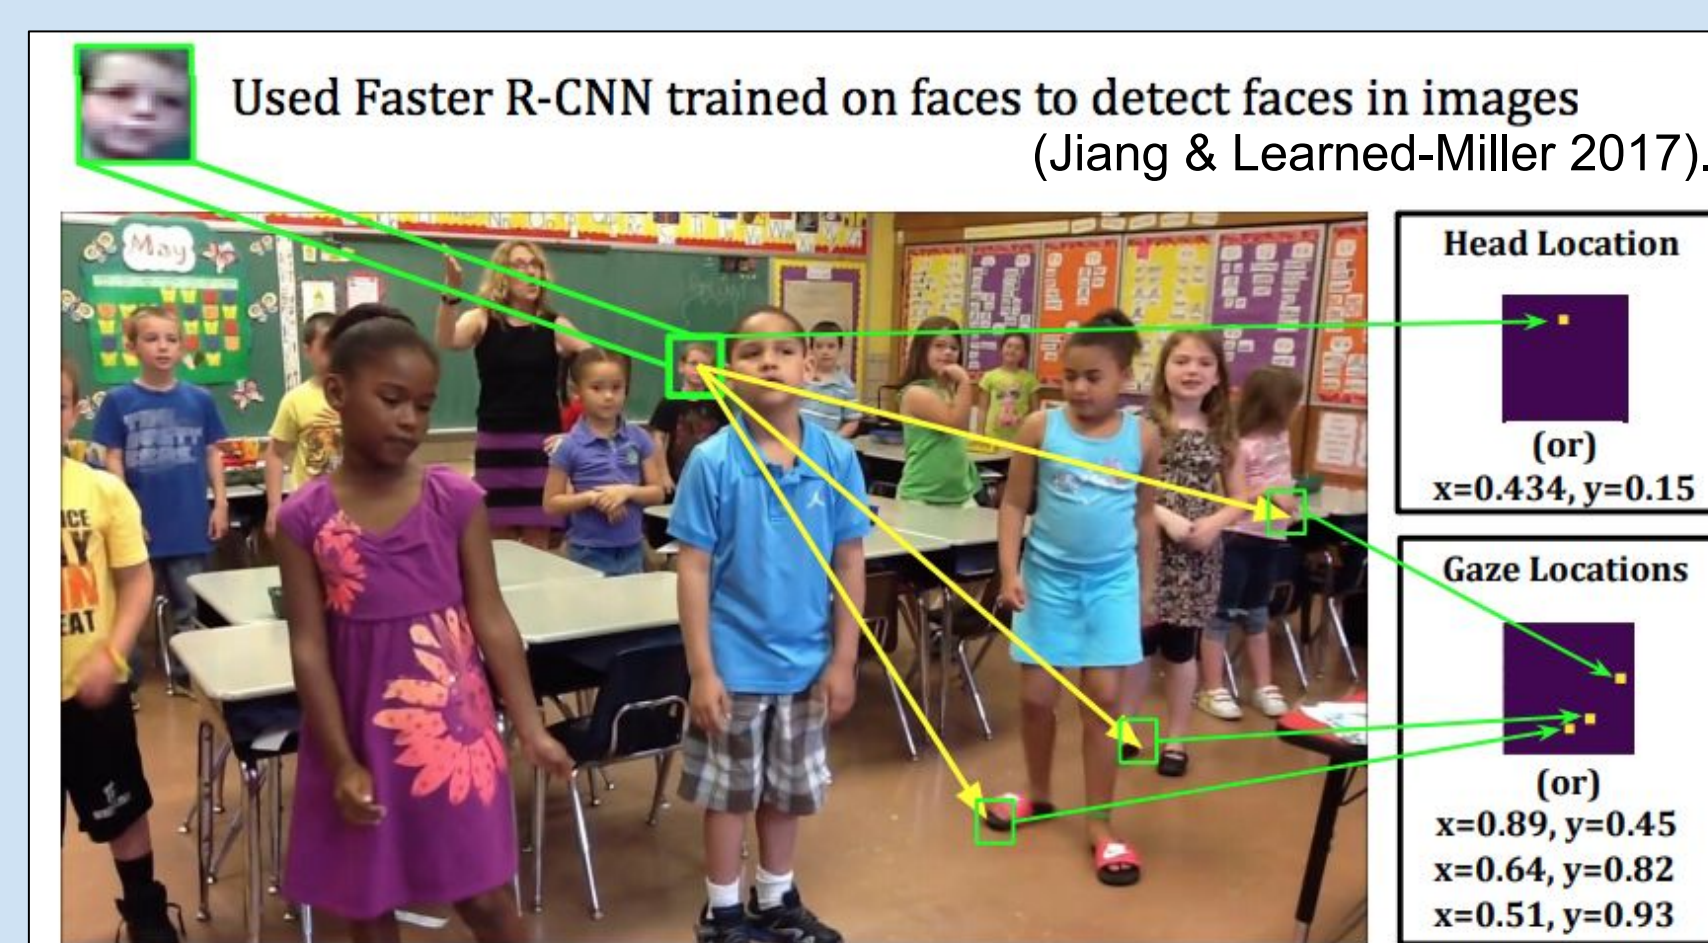 Used Faster R-CNN trained on faces to detect faces in images
(Jiang & Learned-Miller 2017).
May
Head Location
(or)
x=0.434, y=0.15
Gaze Locations
(or)
x=0.89, y=0.45
x=0.64, y=0.82
x=0.51, y=0.93
ICE
EAT